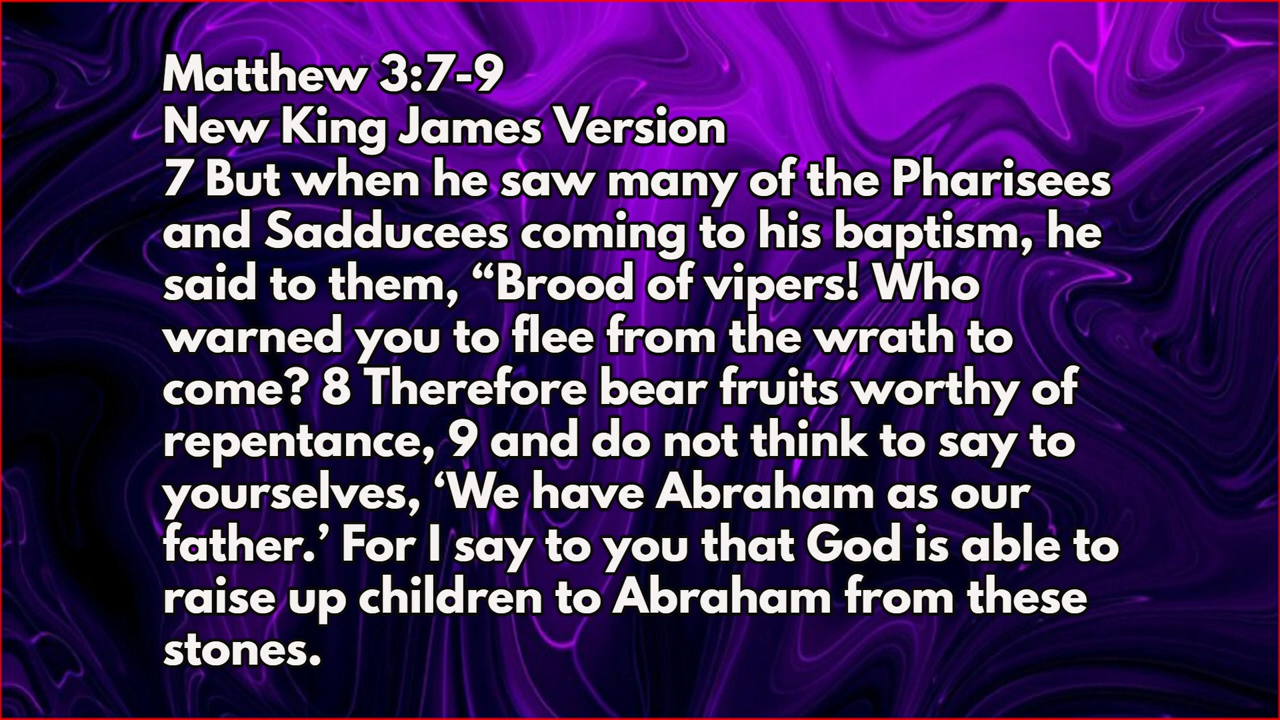 Matthew 3:7-9
New King James Version
7 But when he saw many of the Pharisees
and Sadducees coming to his baptism, he
said to them, “Brood of vipers! Who
warned you to flee from the wrath to
come? 8 Therefore bear fruits worthy of
repentance, 9 and do not think to say to
yourselves, ‘We have Abraham as our
father.’ For I say to you that God is able to
raise up children to Abraham from these
stones.